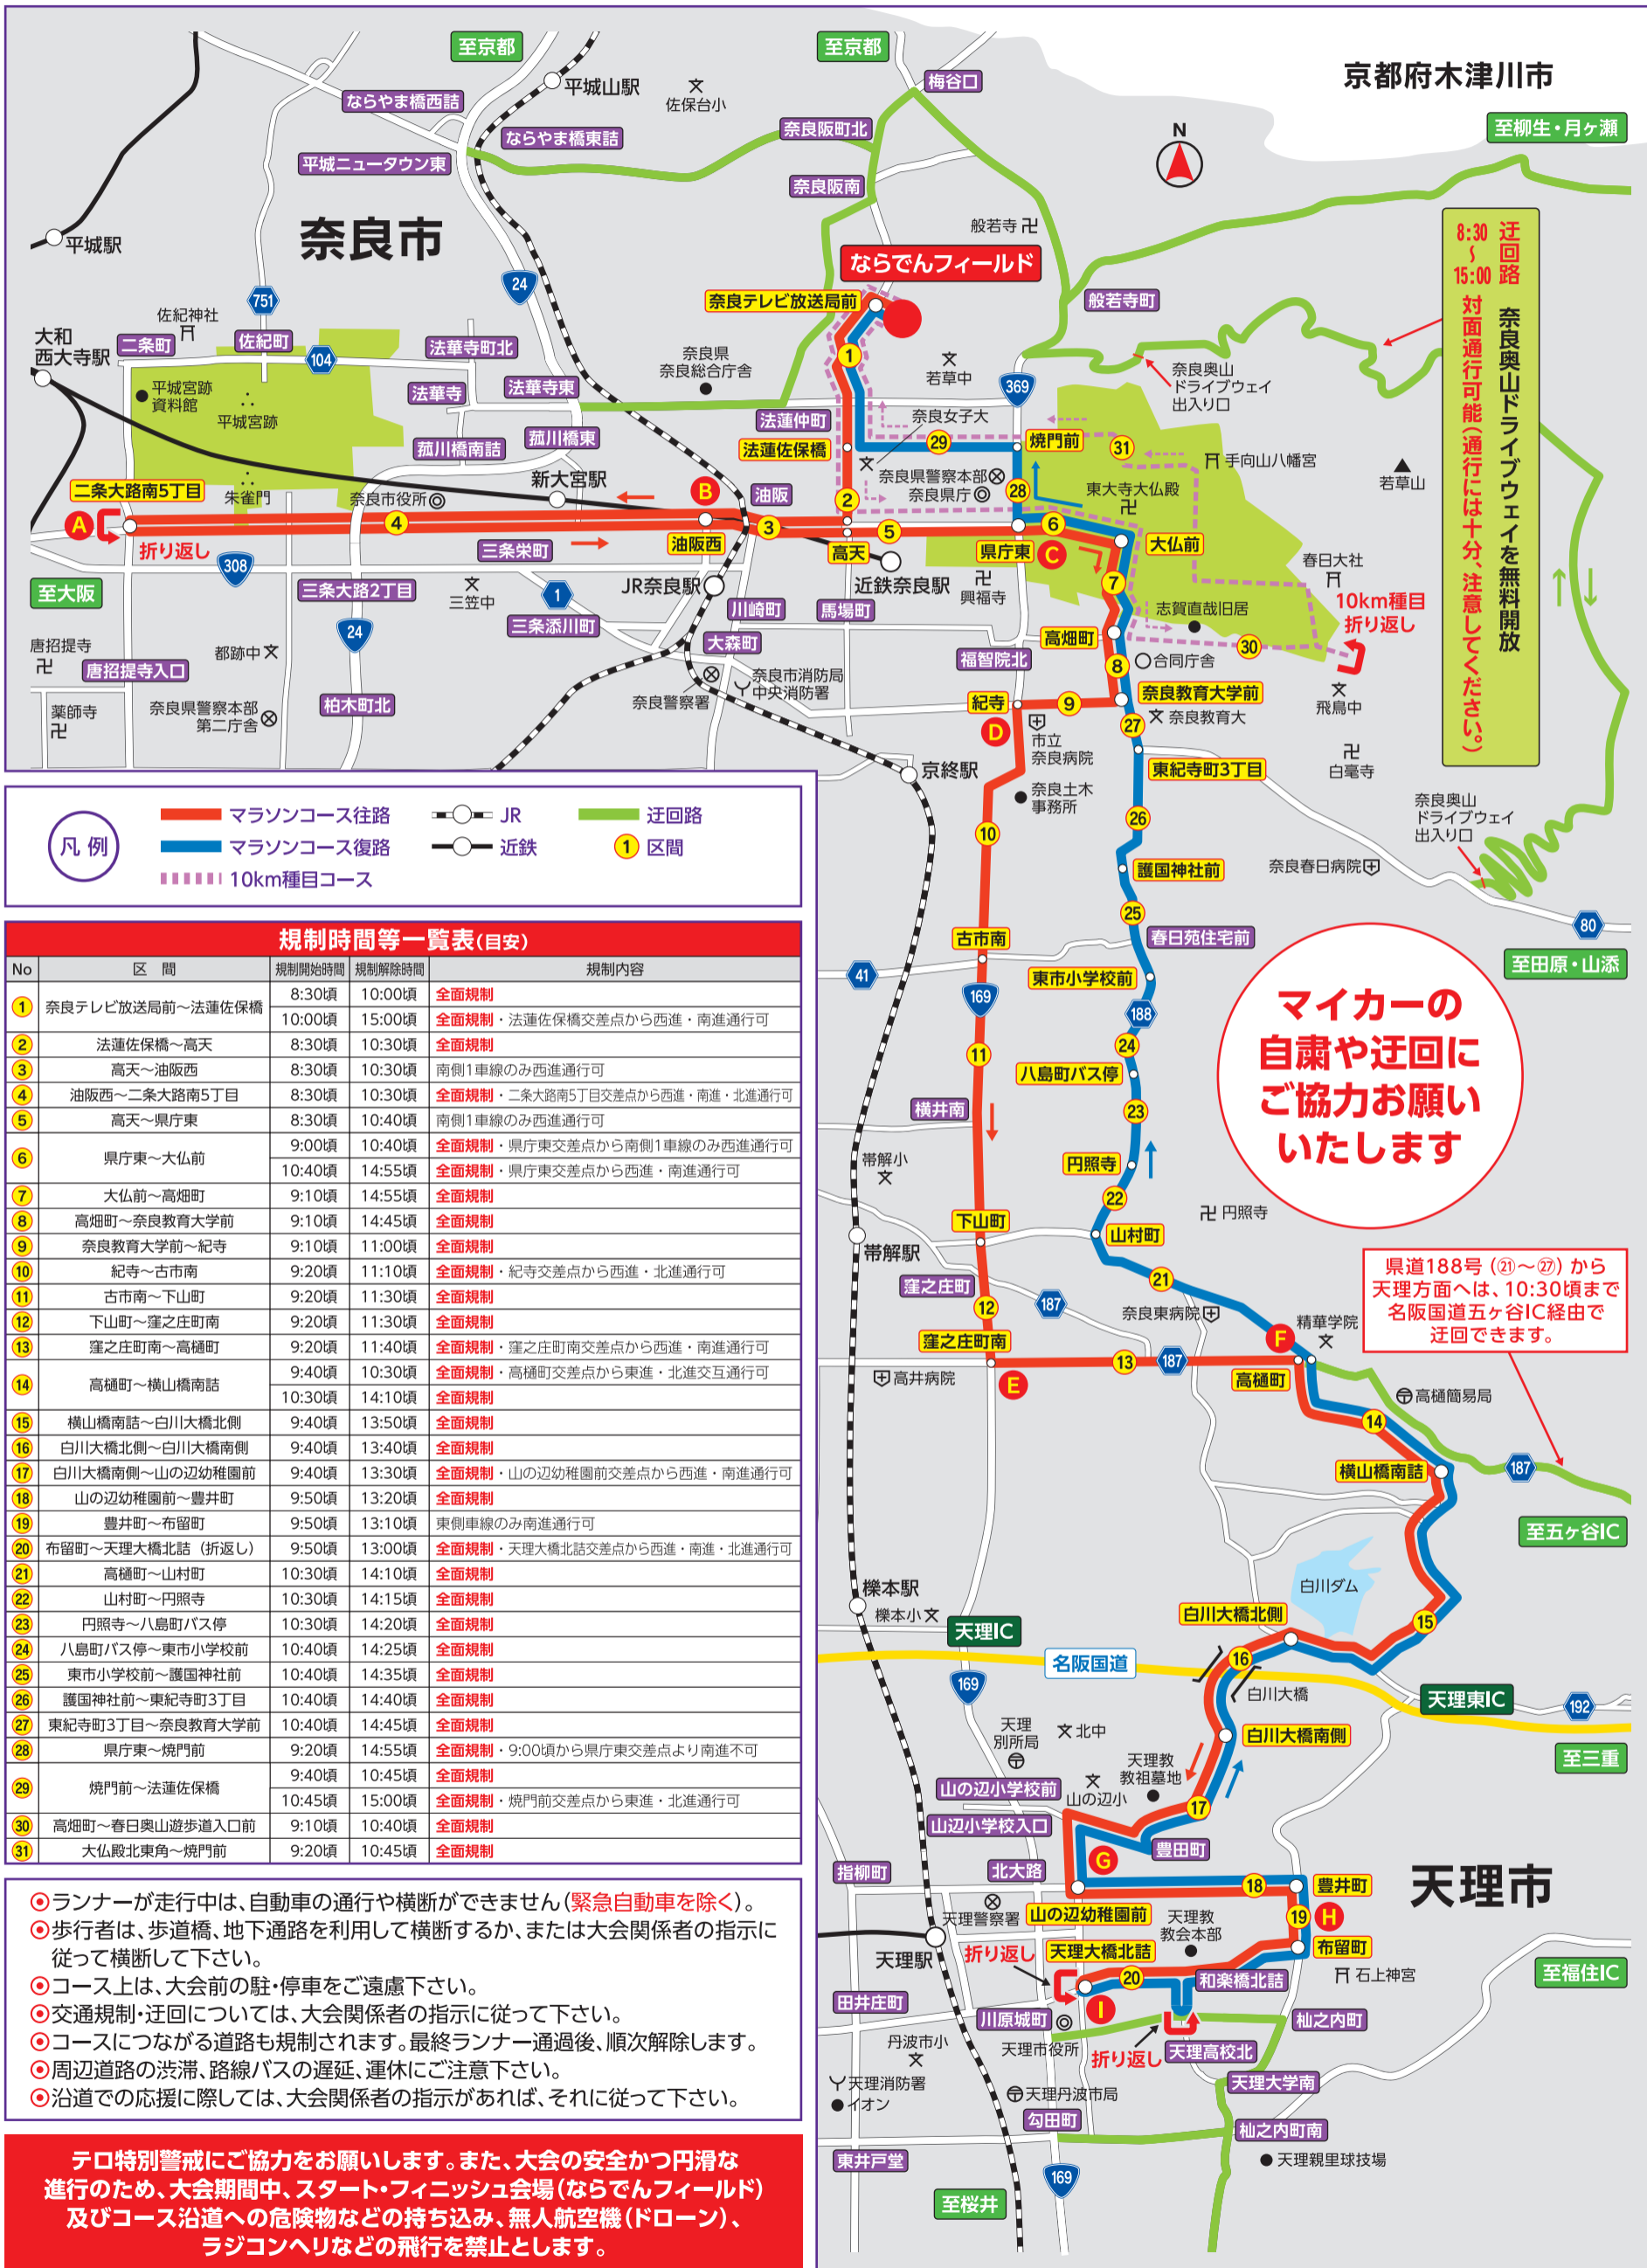 京都府木津川市
至京都
至京都
梅谷口
平城山駅
佐保台小
ならやま橋西詰
ならやま橋東詰
奈良阪町北
平城ニュータウン東
奈良阪南
N
至柳生・月ヶ瀬
奈良市
平城駅
般若寺
ならでんフィールド
奈良テレビ放送局前
般若寺町
24
751
佐紀神社
大和
西大寺駅
二条町
佐紀町
104
法華寺町北
奈良県
奈良総合庁舎
若草中
369
奈良奥山
ドライブウェイ
出入り口
迂回路
8:30
〜
15:00
奈良奥山ドライブウェイを無料開放
対面通行可能(通行には十分、注意してください。)
平城宮跡
資料館
平城宮跡
法華寺
法華寺東
法蓮仲町
奈良女子大
1
29
焼門前
31
手向山八幡宮
菰川橋南詰
菰川橋東
法蓮佐保橋
奈良県警察本部
奈良県庁
28
東大寺大仏殿
若草山
新大宮駅
二条大路南5丁目
朱雀門
奈良市役所
B
油阪
2
A
折り返し
4
3
5
6
油阪西
高天
県庁東
C
大仏前
308
三条栄町
春日大社
至大阪
三条大路2丁目
三笠中
1
JR奈良駅
近鉄奈良駅
興福寺
7
志賀直哉旧居
10km種目
折り返し
川崎町
馬場町
三条添川町
大森町
24
高畑町
30
唐招提寺
都跡中
福智院北
8
合同庁舎
唐招提寺入口
奈良警察署
奈良市消防局
中央消防署
紀寺
9
奈良教育大学前
飛鳥中
薬師寺
奈良県警察本部
第二庁舎
柏木町北
D
市立
奈良病院
27
奈良教育大
白毫寺
東紀寺町3丁目
京終駅
奈良土木
事務所
奈良奥山
ドライブウェイ
出入り口
凡例
マラソンコース往路
JR
迂回路
マラソンコース復路
近鉄
1
区間
10km種目コース
10
26
護国神社前
奈良春日病院
25
80
古市南
春日苑住宅前
至田原・山添
41
東市小学校前
169
188
マイカーの
自粛や迂回に
ご協力お願い
いたします
11
24
八島町バス停
横井南
23
帯解小
円照寺
22
円照寺
下山町
山村町
帯解駅
県道188号(㉑〜㉗)から
天理方面へは、10:30頃まで
名阪国道五ヶ谷IC経由で
迂回できます。
21
窪之庄町
12
187
奈良東病院
精華学院
F
窪之庄町南
13
187
高樋町
高井病院
E
高樋簡易局
14
横山橋南詰
187
至五ヶ谷IC
白川ダム
櫟本駅
櫟本小
白川大橋北側
15
天理IC
名阪国道
16
169
白川大橋
天理東IC
192
天理
別所局
北中
白川大橋南側
至三重
天理教
教祖墓地
山の辺小学校前
山の辺小
17
山辺小学校入口
豊田町
指柳町
北大路
G
天理市
18
豊井町
天理警察署
山の辺幼稚園前
天理教
教会本部
19
H
天理駅
折り返し
天理大橋北詰
布留町
20
和楽橋北詰
石上神宮
至福住IC
田井庄町
川原城町
I
杣之内町
丹波市小
天理市役所
折り返し
天理高校北
天理消防署
イオン
天理丹波市局
天理大学南
勾田町
杣之内町南
東井戸堂
169
天理親里球技場
至桜井
規制時間等一覧表(目安)
No 区 間 規制開始時間 規制解除時間 規制内容
1 奈良テレビ放送局前〜法蓮佐保橋 8:30頃 10:00頃 全面規制
10:00頃 15:00頃 全面規制・法蓮佐保橋交差点から西進・南進通行可
2 法蓮佐保橋〜高天 8:30頃 10:30頃 全面規制
3 高天〜油阪西 8:30頃 10:30頃 南側1車線のみ西進通行可
4 油阪西〜二条大路南5丁目 8:30頃 10:30頃 全面規制・二条大路南5丁目交差点から西進・南進・北進通行可
5 高天〜県庁東 8:30頃 10:40頃 南側1車線のみ西進通行可
6 県庁東〜大仏前 9:00頃 10:40頃 全面規制・県庁東交差点から南側1車線のみ西進通行可
10:40頃 14:55頃 全面規制・県庁東交差点から西進・南進通行可
7 大仏前〜高畑町 9:10頃 14:55頃 全面規制
8 高畑町〜奈良教育大学前 9:10頃 14:45頃 全面規制
9 奈良教育大学前〜紀寺 9:10頃 11:00頃 全面規制
10 紀寺〜古市南 9:20頃 11:10頃 全面規制・紀寺交差点から西進・北進通行可
11 古市南〜下山町 9:20頃 11:30頃 全面規制
12 下山町〜窪之庄町南 9:20頃 11:30頃 全面規制
13 窪之庄町南〜高樋町 9:20頃 11:40頃 全面規制・窪之庄町南交差点から西進・南進通行可
14 高樋町〜横山橋南詰 9:40頃 10:30頃 全面規制・高樋町交差点から東進・北進交互通行可
10:30頃 14:10頃 全面規制
15 横山橋南詰〜白川大橋北側 9:40頃 13:50頃 全面規制
16 白川大橋北側〜白川大橋南側 9:40頃 13:40頃 全面規制
17 白川大橋南側〜山の辺幼稚園前 9:40頃 13:30頃 全面規制・山の辺幼稚園前交差点から西進・南進通行可
18 山の辺幼稚園前〜豊井町 9:50頃 13:20頃 全面規制
19 豊井町〜布留町 9:50頃 13:10頃 東側車線のみ南進通行可
20 布留町〜天理大橋北詰(折返し) 9:50頃 13:00頃 全面規制・天理大橋北詰交差点から西進・南進・北進通行可
21 高樋町〜山村町 10:30頃 14:10頃 全面規制
22 山村町〜円照寺 10:30頃 14:15頃 全面規制
23 円照寺〜八島町バス停 10:30頃 14:20頃 全面規制
24 八島町バス停〜東市小学校前 10:40頃 14:25頃 全面規制
25 東市小学校前〜護国神社前 10:40頃 14:35頃 全面規制
26 護国神社前〜東紀寺町3丁目 10:40頃 14:40頃 全面規制
27 東紀寺町3丁目〜奈良教育大学前 10:40頃 14:45頃 全面規制
28 県庁東〜焼門前 9:20頃 14:55頃 全面規制・9:00頃から県庁東交差点より南進不可
29 焼門前〜法蓮佐保橋 9:40頃 10:45頃 全面規制
10:45頃 15:00頃 全面規制・焼門前交差点から東進・北進通行可
30 高畑町〜春日奥山遊歩道入口前 9:10頃 10:40頃 全面規制
31 大仏殿北東角〜焼門前 9:20頃 10:45頃 全面規制
ランナーが走行中は、自動車の通行や横断ができません(緊急自動車を除く)。
歩行者は、歩道橋、地下通路を利用して横断するか、または大会関係者の指示に
従って横断して下さい。
コース上は、大会前の駐・停車をご遠慮下さい。
交通規制・迂回については、大会関係者の指示に従って下さい。
コースにつながる道路も規制されます。最終ランナー通過後、順次解除します。
周辺道路の渋滞、路線バスの遅延、運休にご注意下さい。
沿道での応援に際しては、大会関係者の指示があれば、それに従って下さい。
テロ特別警戒にご協力をお願いします。また、大会の安全かつ円滑な
進行のため、大会期間中、スタート・フィニッシュ会場(ならでんフィールド)
及びコース沿道への危険物などの持ち込み、無人航空機(ドローン)、
ラジコンヘリなどの飛行を禁止とします。